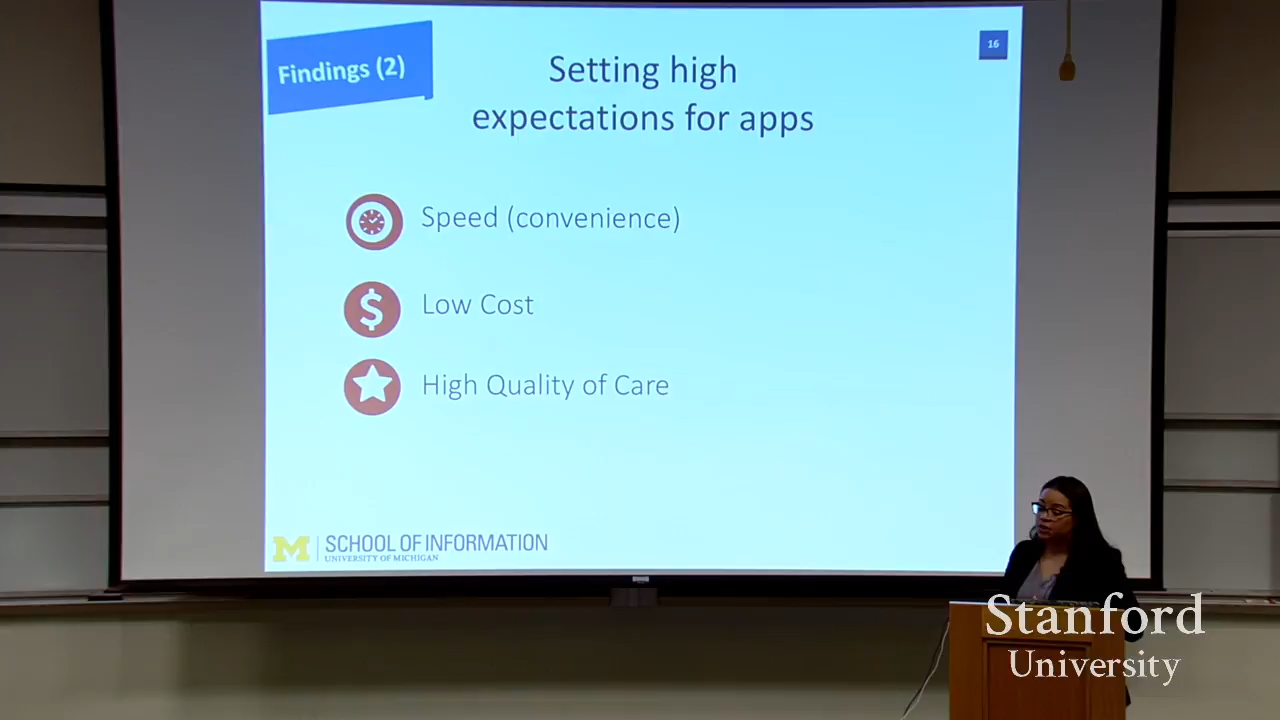 Findings (2)
Setting high
expectations for apps
16
Speed (convenience)
$
Low Cost
High Quality of Care
M
SCHOOL OF INFORMATION
UNIVERSITY OF MICHIGAN
Stanford
University